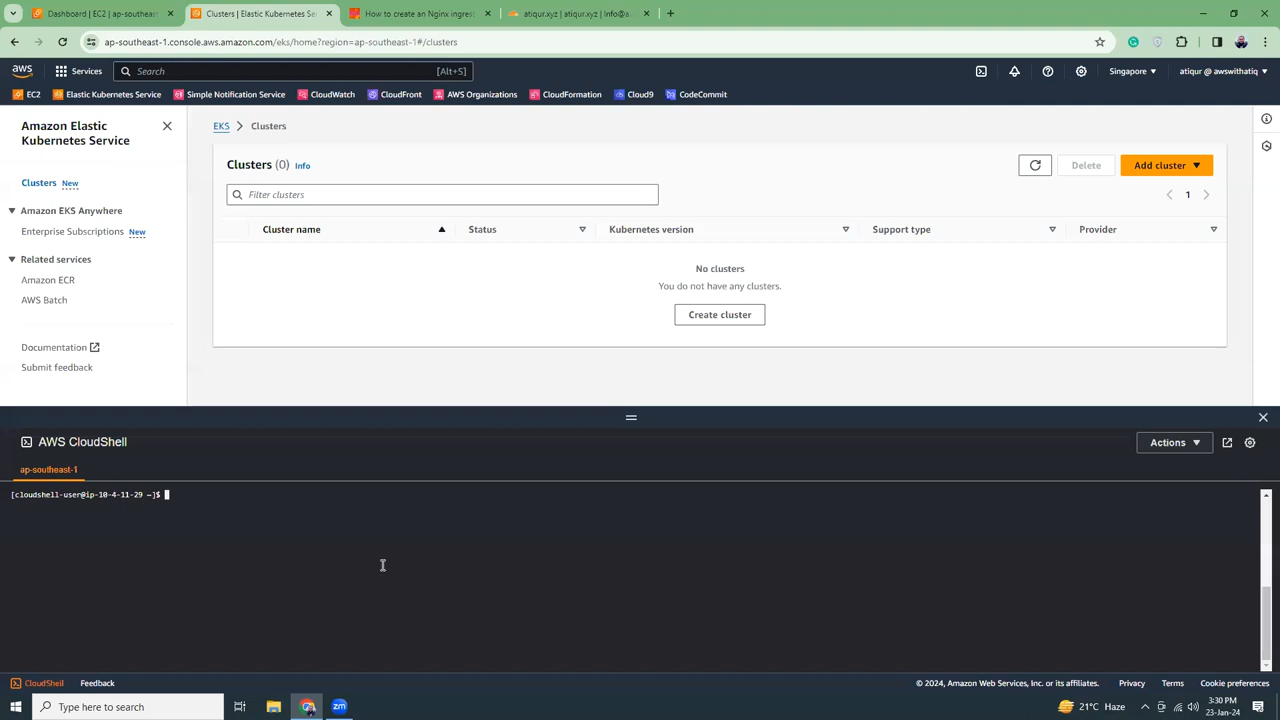 Dashboard | EC2 | ap-southeast
Clusters | Elastic Kubernetes Se
How to create an Nginx ingres
atiqur.xyz | atiqur.xyz | Info@a
ap-southeast-1.console.aws.amazon.com/eks/home?region=ap-southeast-1#/clusters
aws Services Search [Alt+S] Singapore atiqur @ awswithatiq
EC2 Elastic Kubernetes Service Simple Notification Service CloudWatch CloudFront AWS Organizations CloudFormation Cloud9 CodeCommit
Amazon Elastic
Kubernetes Service
Clusters New
Amazon EKS Anywhere
Enterprise Subscriptions New
Related services
Amazon ECR
AWS Batch
Documentation
Submit feedback
EKS Clusters
Clusters (0) Info
Delete
Add cluster
Filter clusters
1
Cluster name Status Kubernetes version Support type Provider
No clusters
You do not have any clusters.
Create cluster
AWS CloudShell
Actions
ap-southeast-1
[cloudshell-user@ip-10-4-11-29 ~]$
CloudShell Feedback © 2024, Amazon Web Services, Inc. or its affiliates. Privacy Terms Cookie preferences
Type here to search
zm
21°C Haze
3:30 PM
23-Jan-24